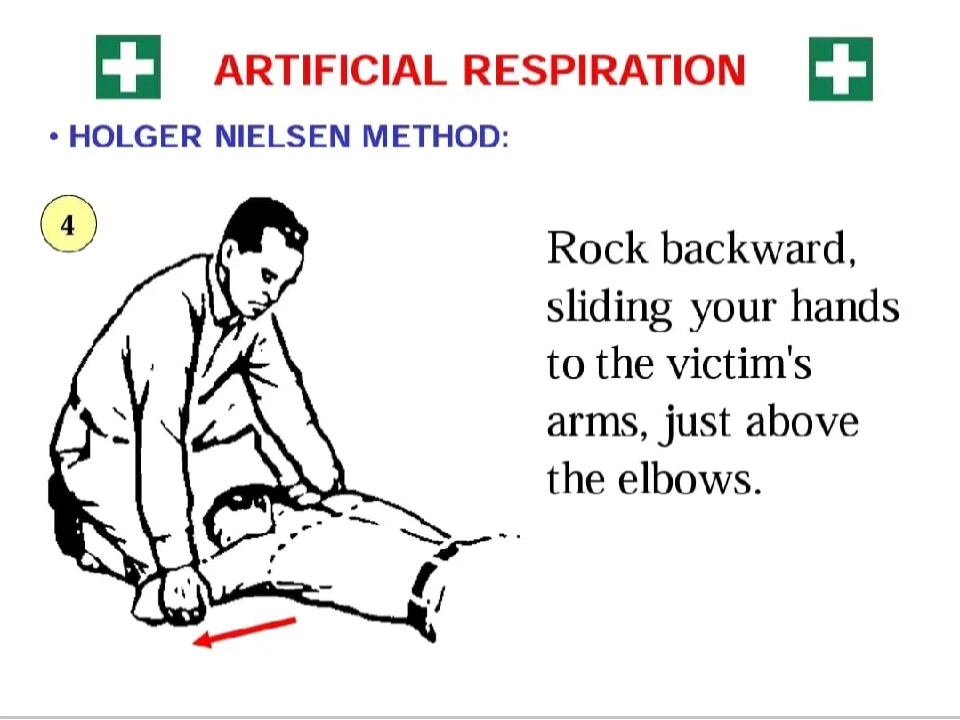 ARTIFICIAL RESPIRATION
• HOLGER NIELSEN METHOD:
4
Rock backward,
sliding your hands
to the victim's
arms, just above
the elbows.